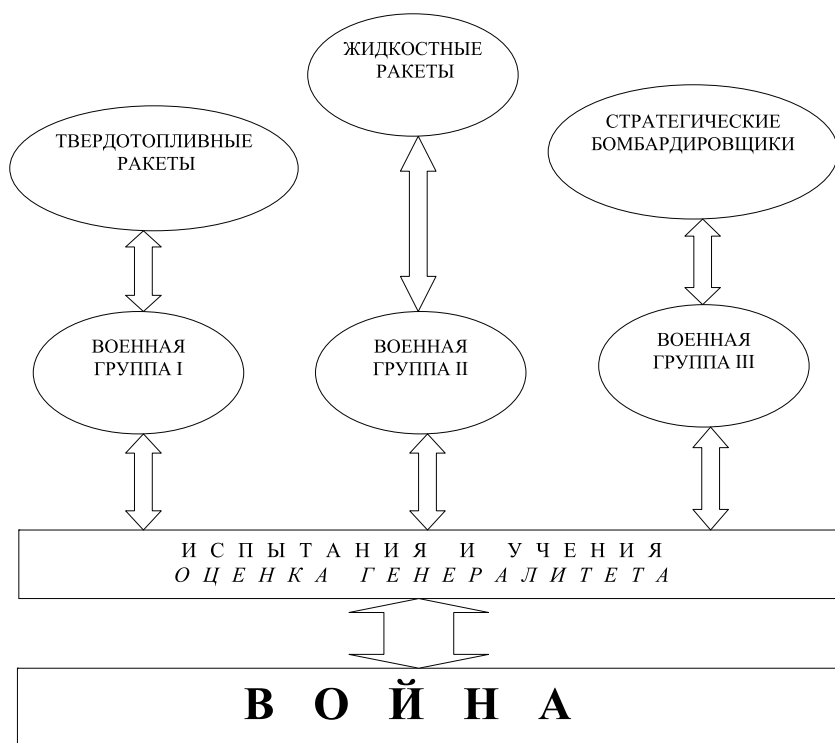 ЖИДКОСТНЫЕ
РАКЕТЫ
ТВЕРДОТОПЛИВНЫЕ
РАКЕТЫ
СТРАТЕГИЧЕСКИЕ
БОМБАРДИРОВЩИКИ
ВОЕННАЯ
ГРУППА I
ВОЕННАЯ
ГРУППА II
ВОЕННАЯ
ГРУППА III
ИСПЫТАНИЯ И УЧЕНИЯ
ОЦЕНКА ГЕНЕРАЛИТЕТА
ВОЙНА